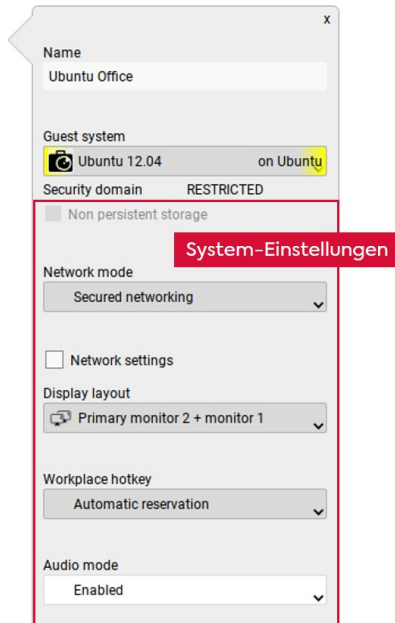 x
Name
Ubuntu Office
Guest system
Ubuntu 12.04 on Ubuntu
Security domain RESTRICTED
Non persistent storage
System-Einstellungen
Network mode
Secured networking
Network settings
Display layout
Primary monitor 2 + monitor 1
Workplace hotkey
Automatic reservation
Audio mode
Enabled